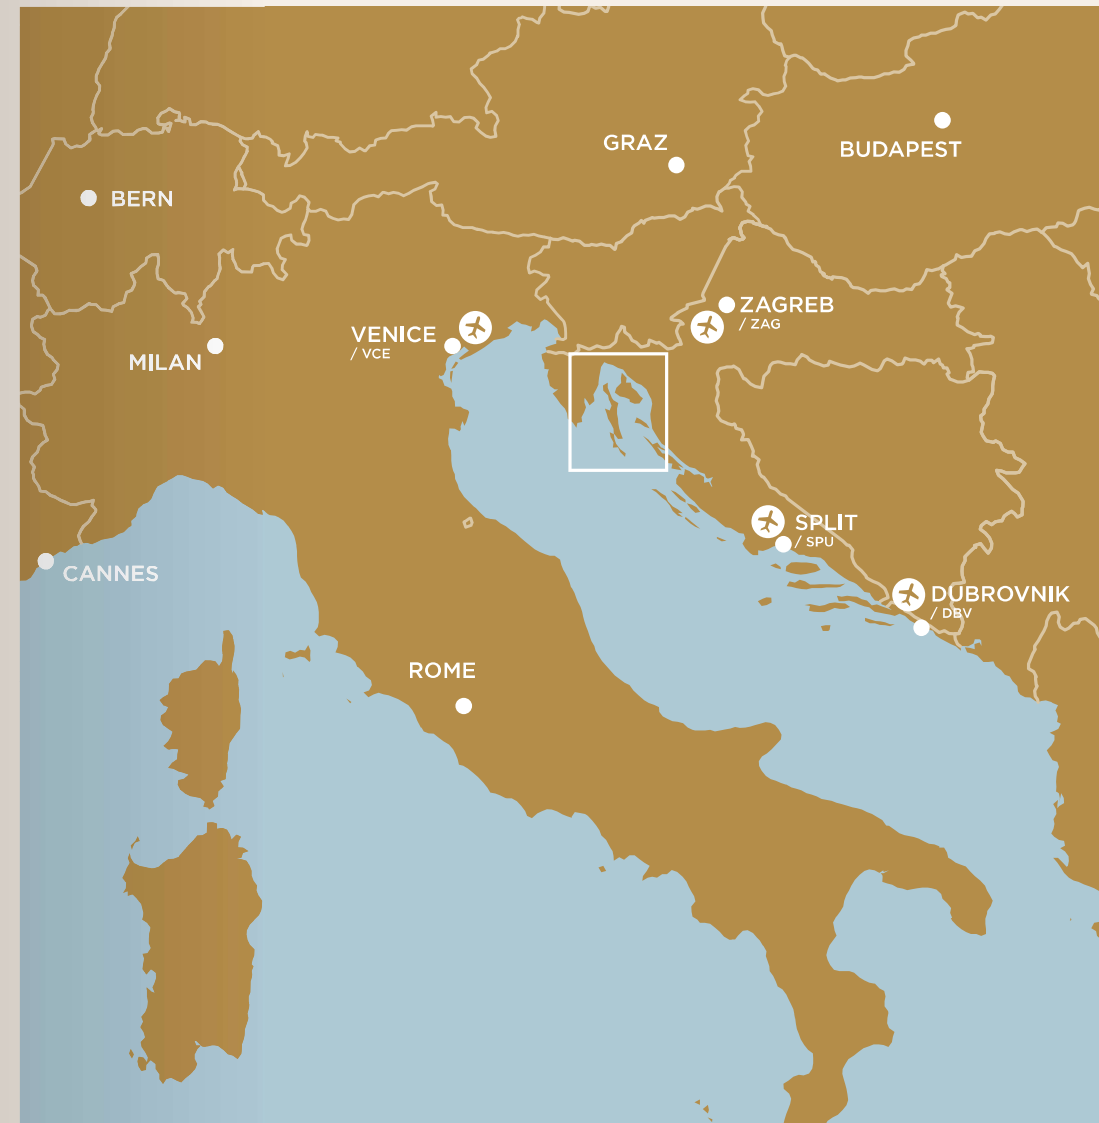 GRAZ
BUDAPEST
BERN
ZAGREB
/ ZAG
VENICE
/ VCE
MILAN
SPLIT
/ SPU
CANNES
DUBROVNIK
/ DBV
ROME